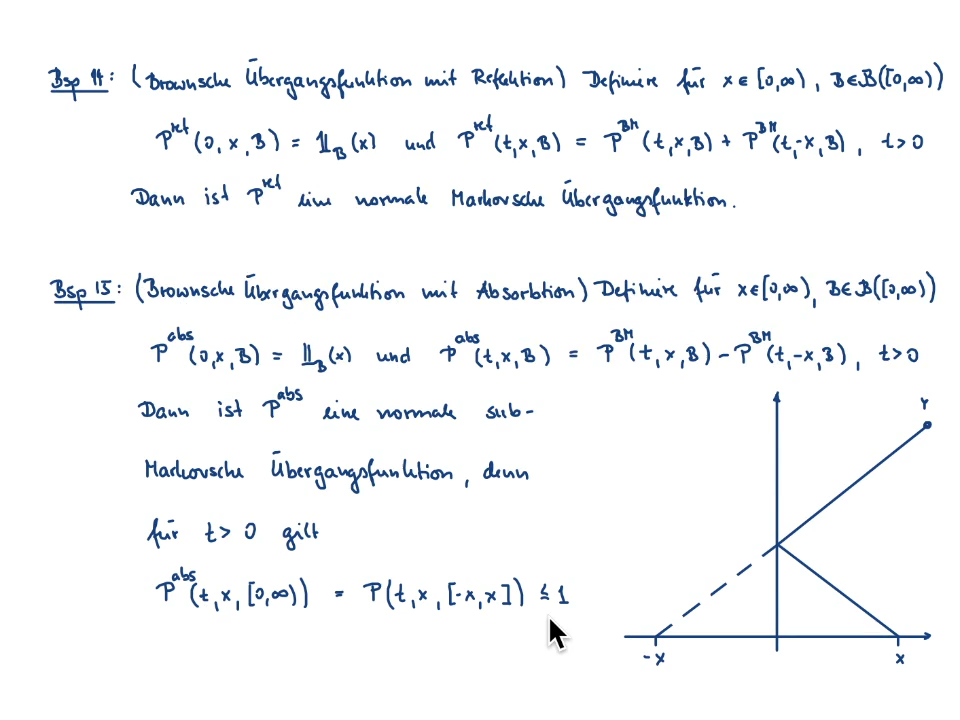 Bsp 14: (Brownsche Übergangsfunktion mit Reflektion) Definiere für x ∈ [0,∞), B∈𝓑([0,∞))
P^ref(0,x,B) = 𝟙_B(x) und P^ref(t,x,B) = P^BM(t,x,B) + P^BM(t,-x,B), t>0
Dann ist P^ref eine normale Markovsche Übergangsfunktion.
Bsp 15: (Brownsche Übergangsfunktion mit Absorbtion) Definiere für x∈[0,∞), B∈𝓑([0,∞))
P^abs(0,x,B) = 𝟙_B(x) und P^abs(t,x,B) = P^BM(t,x,B) - P^BM(t,-x,B), t>0
Dann ist P^abs eine normale sub-
Markovsche Übergangsfunktion, denn
für t>0 gilt
P^abs(t,x,[0,∞)) = P(t,x,[-x,x]) ≤ 1
Y
-x
x